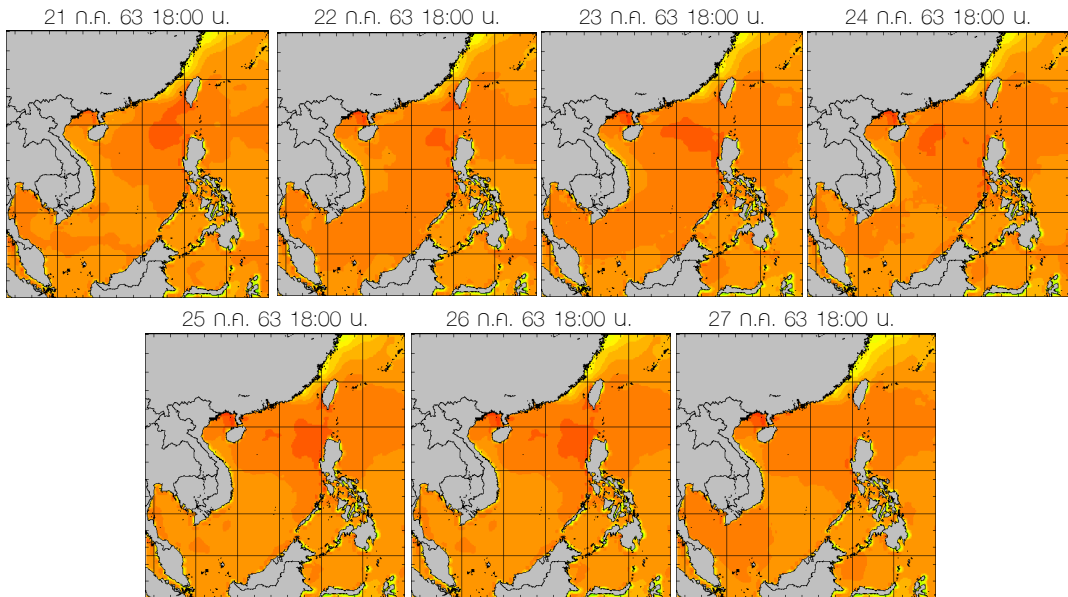 21 ก.ค. 63 18:00 น.
22 ก.ค. 63 18:00 น.
23 ก.ค. 63 18:00 น.
24 ก.ค. 63 18:00 น.
25 ก.ค. 63 18:00 น.
26 ก.ค. 63 18:00 น.
27 ก.ค. 63 18:00 น.